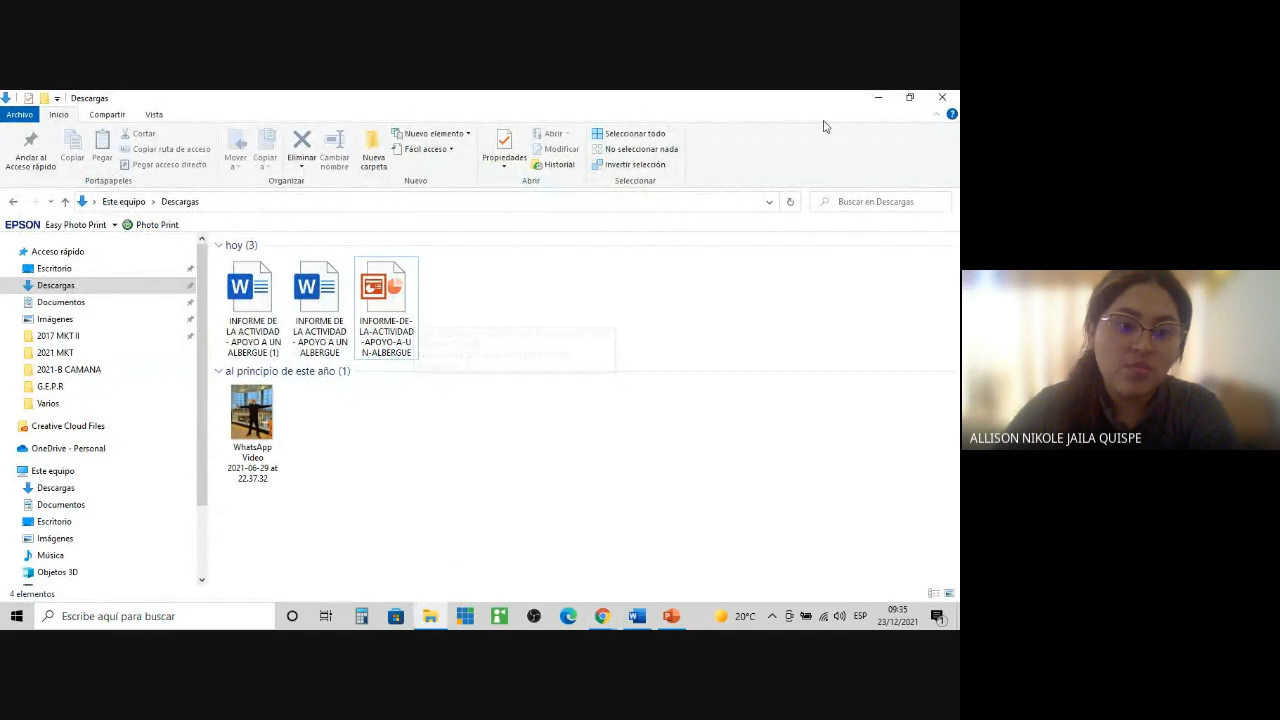 Descargas
Archivo Inicio Compartir Vista
Anclar al Acceso rápido
Copiar
Pegar
Cortar
Copiar ruta de acceso
Pegar acceso directo
Portapapeles
Mover a
Copiar a
Eliminar
Cambiar nombre
Organizar
Nueva carpeta
Nuevo elemento
Fácil acceso
Nuevo
Propiedades
Abrir
Modificar
Historial
Abrir
Seleccionar todo
No seleccionar nada
Invertir selección
Seleccionar
Este equipo > Descargas
Buscar en Descargas
EPSON Easy Photo Print Photo Print
Acceso rápido
Escritorio
Descargas
Documentos
Imágenes
2017 MKT II
2021 MKT
2021-B CAMANA
G.E.P.R
Varios
Creative Cloud Files
OneDrive - Personal
Este equipo
Descargas
Documentos
Escritorio
Imágenes
Música
Objetos 3D
hoy (3)
INFORME DE
LA ACTIVIDAD
- APOYO A UN
ALBERGUE (1)
INFORME DE
LA ACTIVIDAD
- APOYO A UN
ALBERGUE
INFORME-DE-
LA-ACTIVIDAD
-APOYO-A-U
N-ALBERGUE
al principio de este año (1)
WhatsApp
Video
2021-06-29 at
22.37.32
4 elementos
Escribe aquí para buscar
20°C
ESP
09:35
23/12/2021
ALLISON NIKOLE JAILA QUISPE